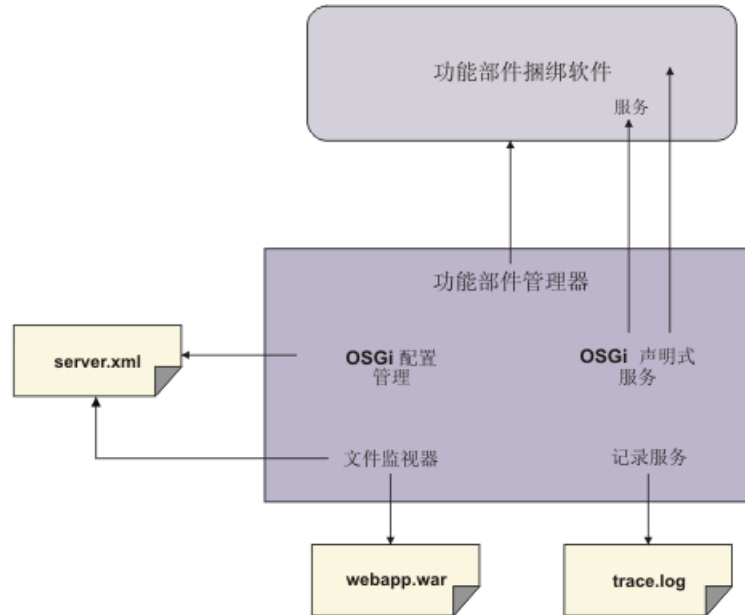 功能部件捆绑软件
服务
功能部件管理器
server.xml
OSGi 配置
管理
OSGi 声明式
服务
文件监视器
记录服务
webapp.war
trace.log